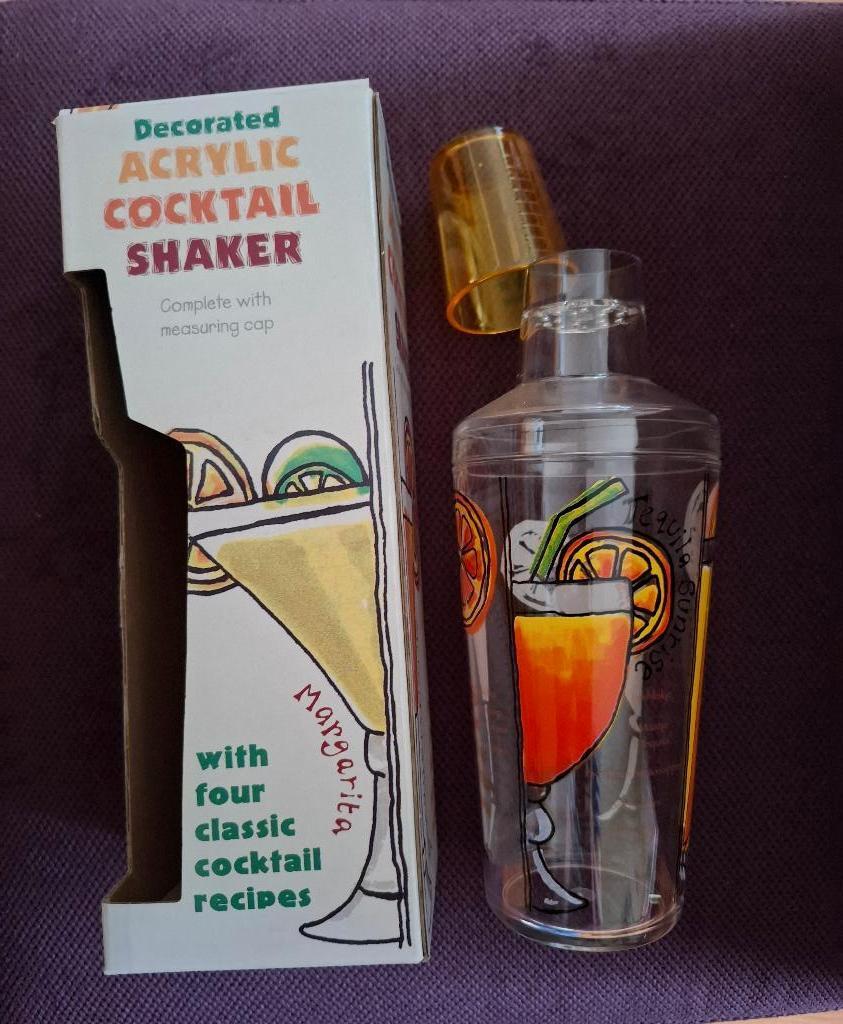 Decorated
ACRYLIC
COCKTAIL
SHAKER
Complete with
measuring cap
Margarita
with
four
classic
cocktail
recipes
Tequila Sunrise